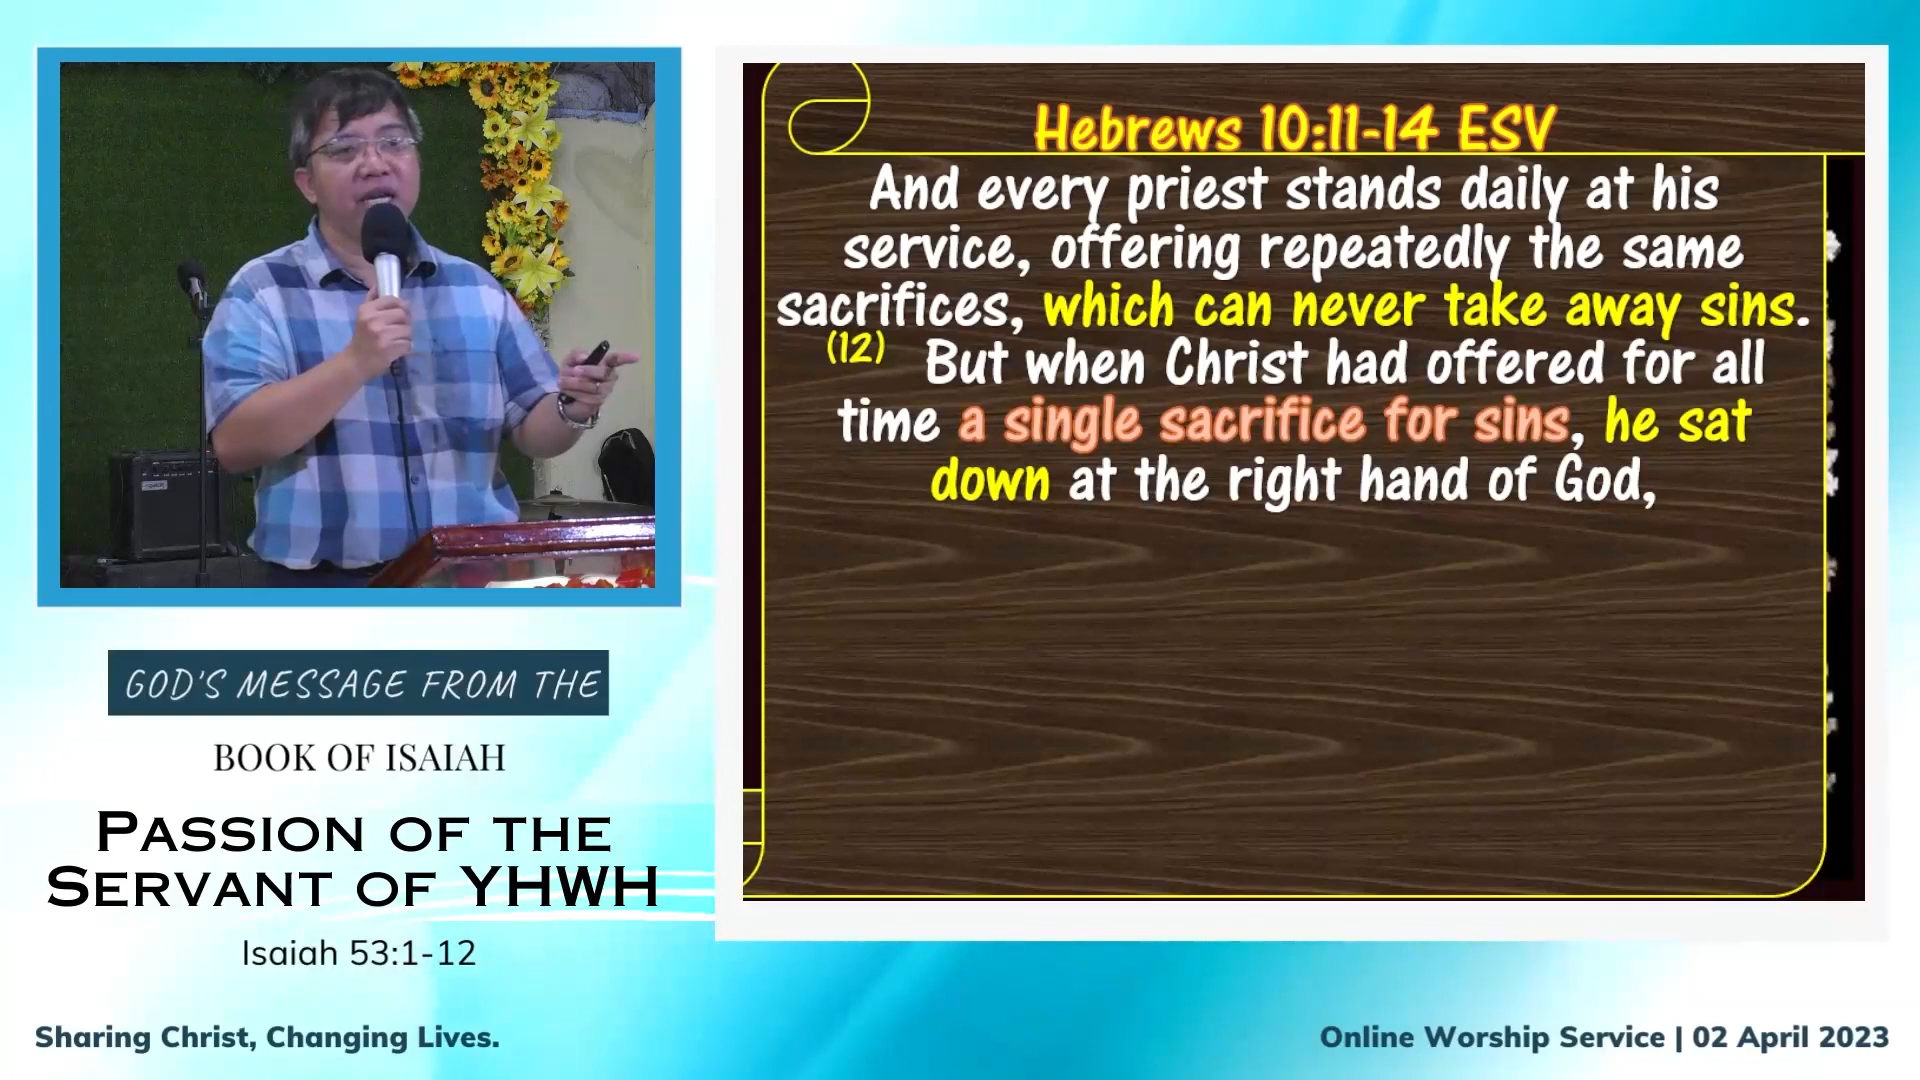 GOD'S MESSAGE FROM THE
BOOK OF ISAIAH
PASSION OF THE
SERVANT OF YHWH
Isaiah 53:1-12
Hebrews 10:11-14 ESV
And every priest stands daily at his
service, offering repeatedly the same
sacrifices, which can never take away sins.
(12) But when Christ had offered for all
time a single sacrifice for sins, he sat
down at the right hand of God,
Sharing Christ, Changing Lives.
Online Worship Service | 02 April 2023